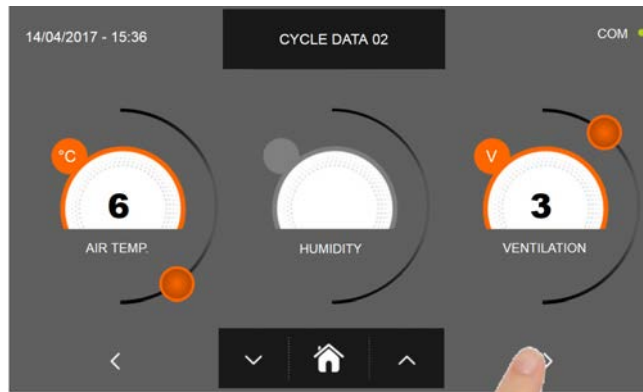 14/04/2017 - 15:36
CYCLE DATA 02
COM
°C
V
6
3
AIR TEMP.
HUMIDITY
VENTILATION